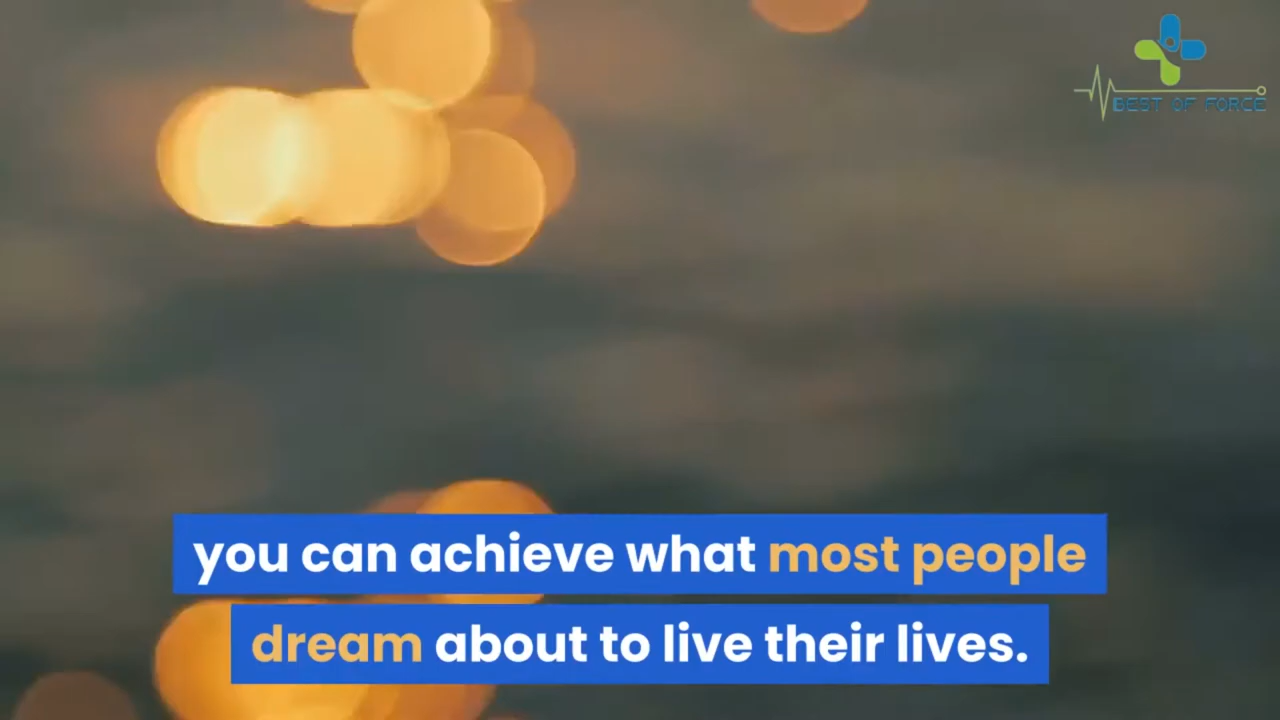 BEST OF FORCE
you can achieve what most people
dream about to live their lives.